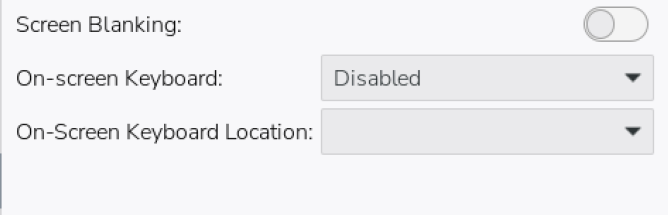 Screen Blanking:
On-screen Keyboard: Disabled
On-Screen Keyboard Location: